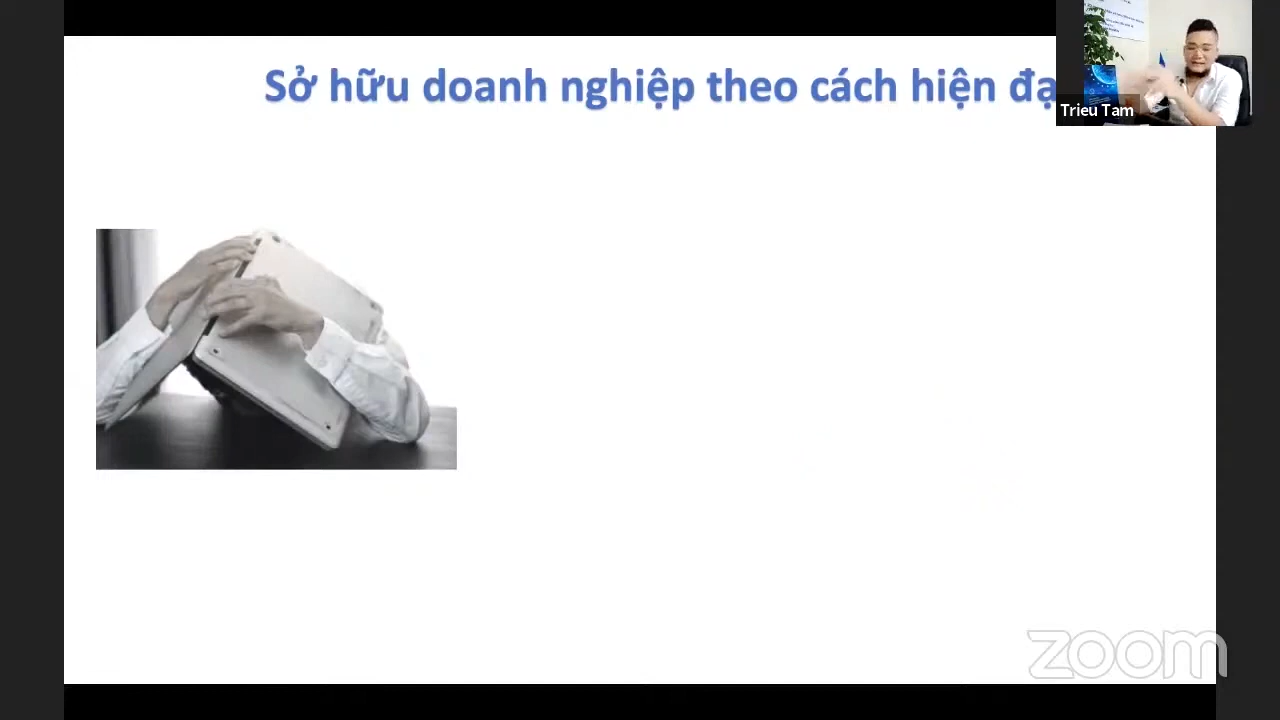 Sở hữu doanh nghiệp theo cách hiện đạ
Trieu Tam
zoom